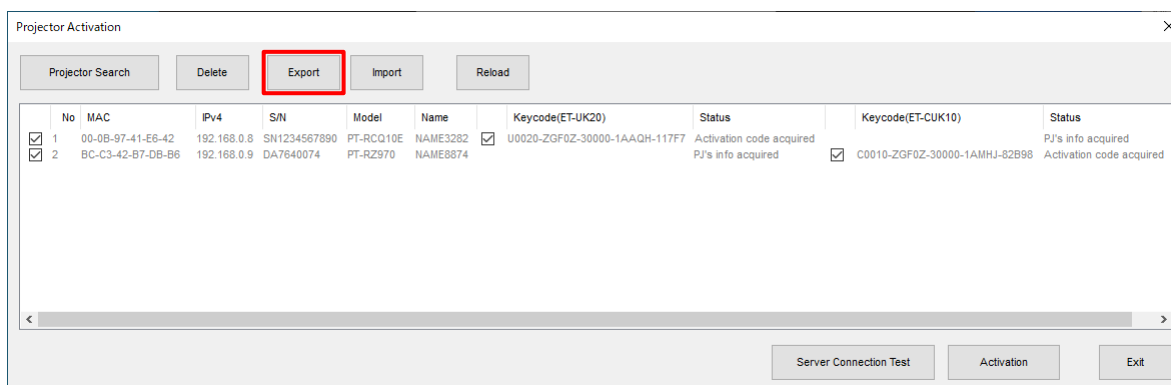 Projector Activation
Projector Search Delete Export Import Reload
No MAC IPv4 S/N Model Name Keycode(ET-UK20) Status Keycode(ET-CUK10) Status
1 00-0B-97-41-E6-42 192.168.0.8 SN1234567890 PT-RCQ10E NAME3282 U0020-ZGF0Z-30000-1AAQH-117F7 Activation code acquired PJ's info acquired
2 BC-C3-42-B7-DB-B6 192.168.0.9 DA7640074 PT-RZ970 NAME8874 PJ's info acquired C0010-ZGF0Z-30000-1AMHJ-82B98 Activation code acquired
Server Connection Test Activation Exit